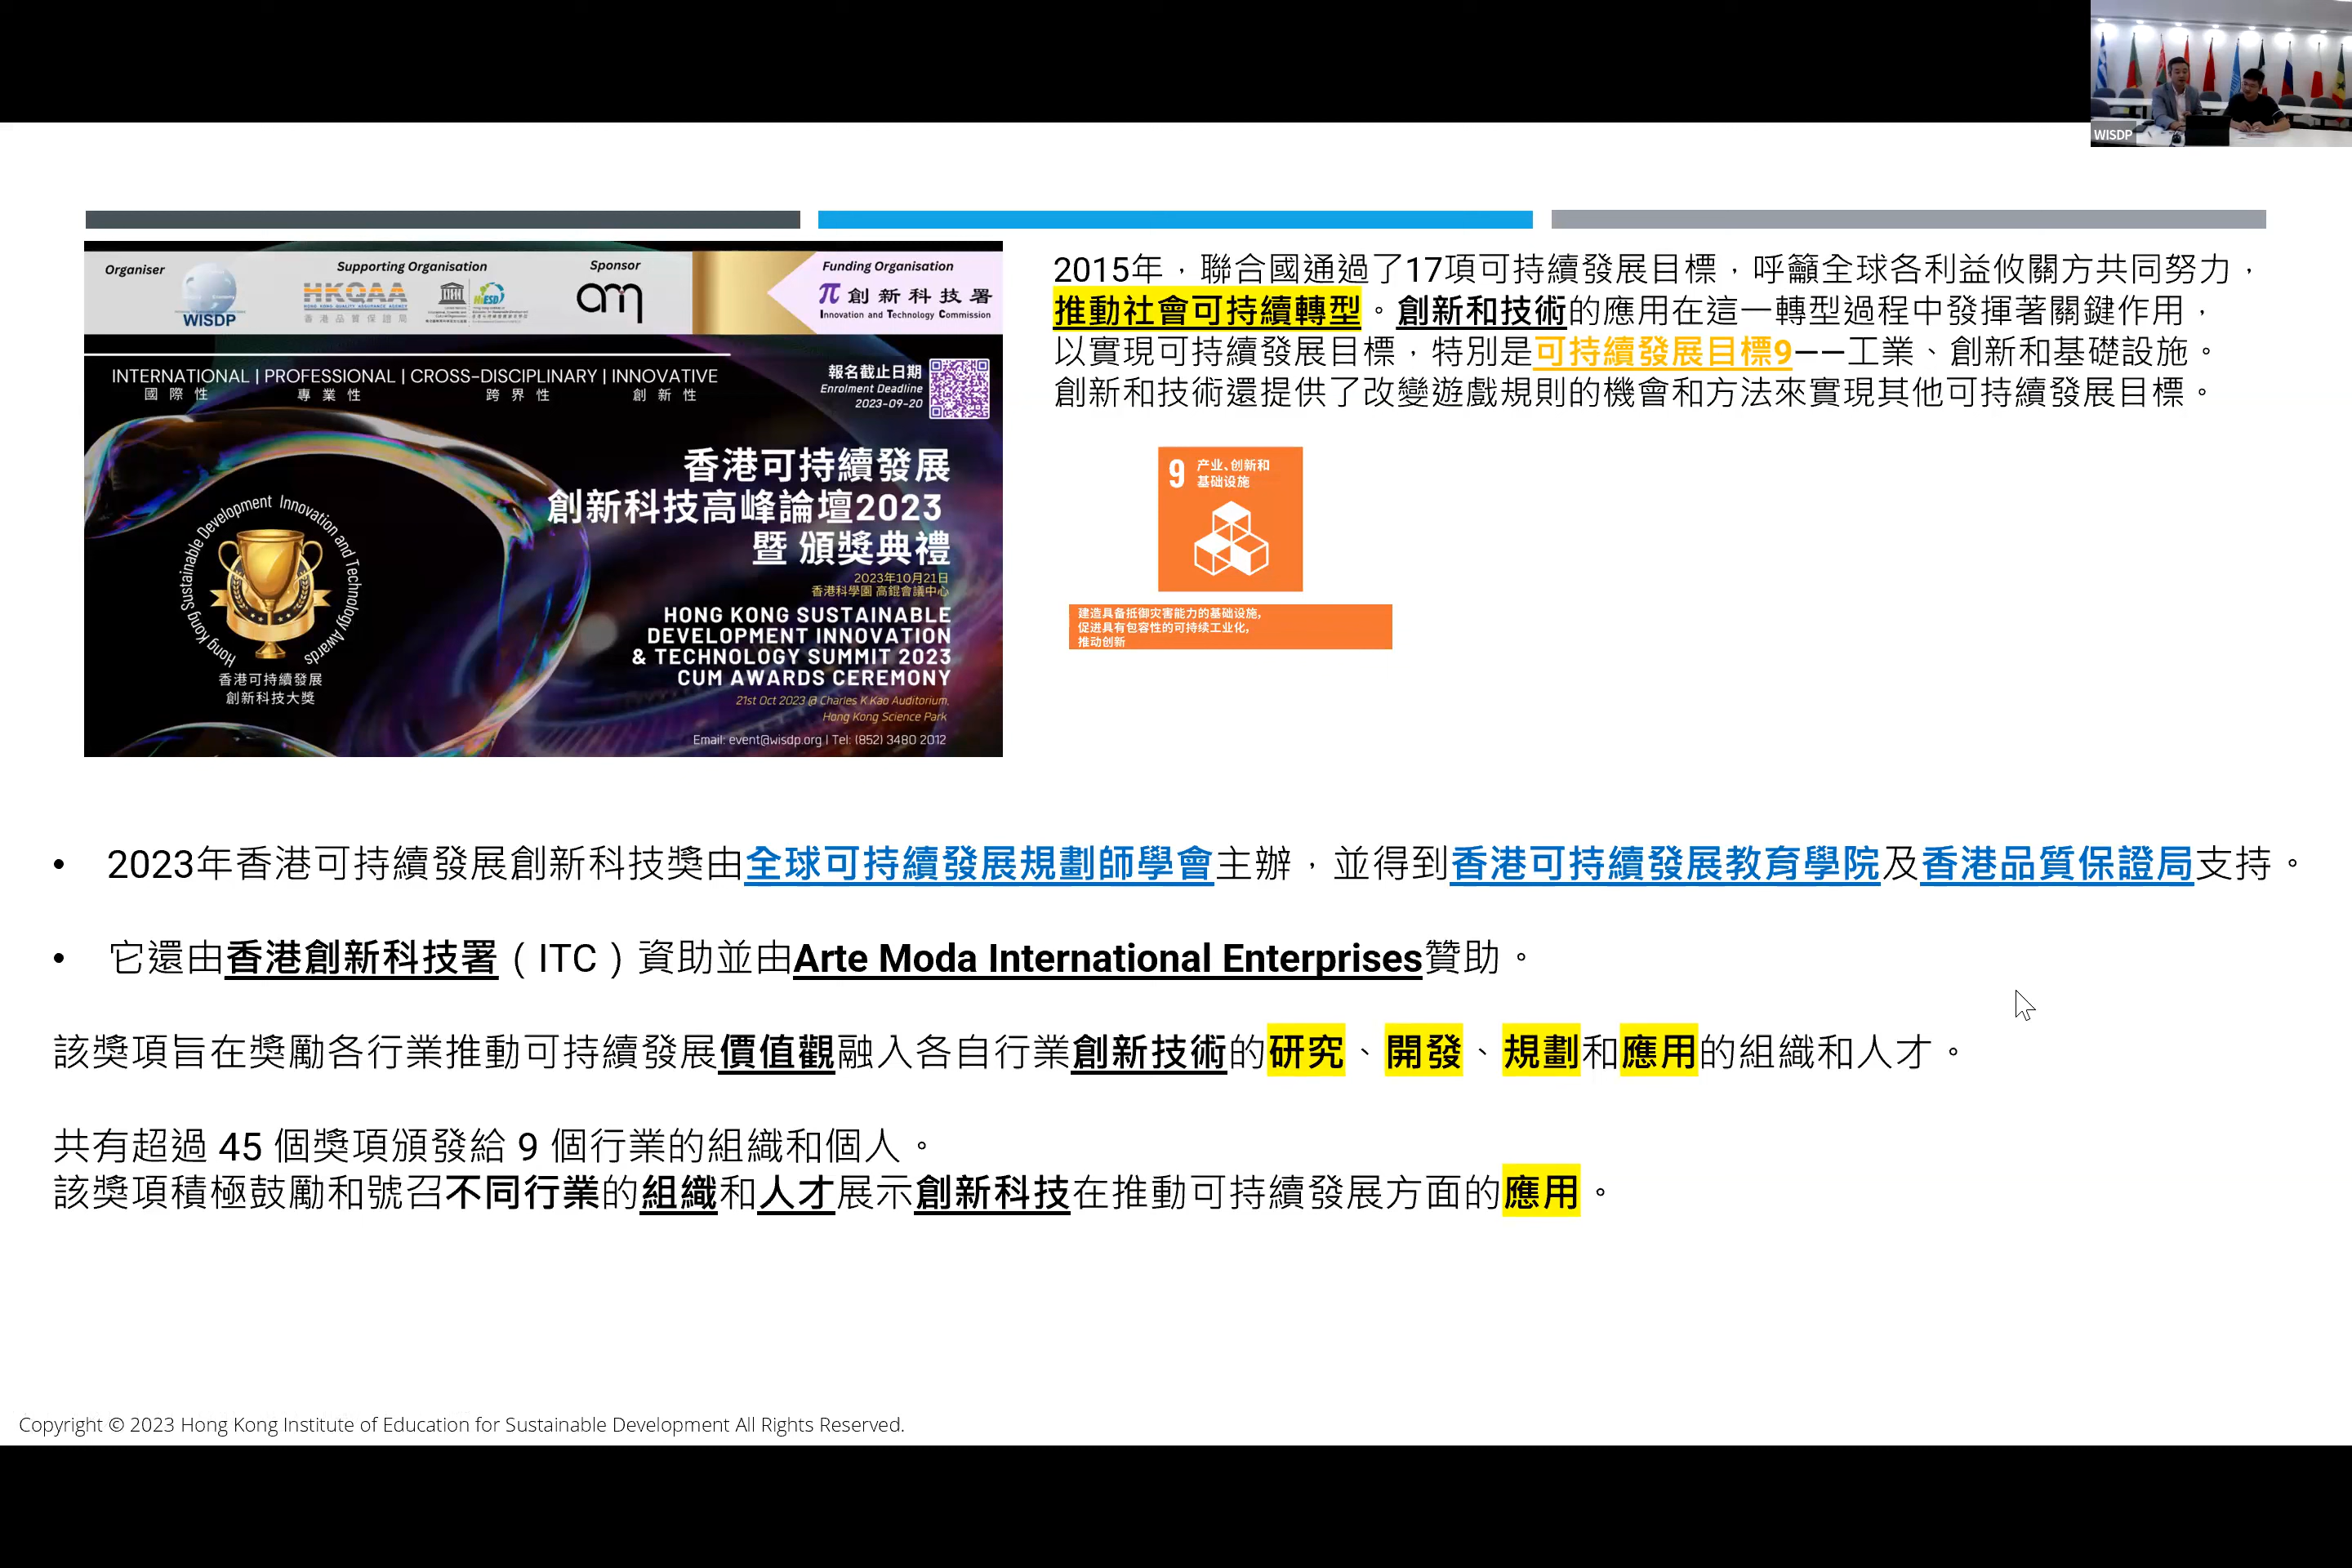 WISDP
Organiser
WISDP
Supporting Organisation
HKQAA
HONG KONG QUALITY ASSURANCE AGENCY
香港品質保證局
HiESD
Sponsor
am
Funding Organisation
創新科技署
Innovation and Technology Commission
INTERNATIONAL | PROFESSIONAL | CROSS-DISCIPLINARY | INNOVATIVE
國際性 專業性 跨界性 創新性
報名截止日期
Enrolment Deadline
2023-09-20
香港可持續發展
創新科技高峰論壇2023
暨 頒獎典禮
2023年10月21日
香港科學園 高錕會議中心
HONG KONG SUSTAINABLE
DEVELOPMENT INNOVATION
& TECHNOLOGY SUMMIT 2023
CUM AWARDS CEREMONY
21st Oct 2023 @ Charles K.Kao Auditorium,
Hong Kong Science Park
Email: event@wisdp.org | Tel: (852) 3480 2012
Hong Kong Sustainable Development Innovation and Technology Awards
香港可持續發展
創新科技大獎
2015年，聯合國通過了17項可持續發展目標，呼籲全球各利益攸關方共同努力，
推動社會可持續轉型。創新和技術的應用在這一轉型過程中發揮著關鍵作用，
以實現可持續發展目標，特別是可持續發展目標9——工業、創新和基礎設施。
創新和技術還提供了改變遊戲規則的機會和方法來實現其他可持續發展目標。
9 产业、创新和
基础设施
建造具备抵御灾害能力的基础设施,
促进具有包容性的可持续工业化,
推动创新
• 2023年香港可持續發展創新科技獎由全球可持續發展規劃師學會主辦，並得到香港可持續發展教育學院及香港品質保證局支持。
• 它還由香港創新科技署（ITC）資助並由Arte Moda International Enterprises贊助。
該獎項旨在獎勵各行業推動可持續發展價值觀融入各自行業創新技術的研究、開發、規劃和應用的組織和人才。
共有超過 45 個獎項頒發給 9 個行業的組織和個人。
該獎項積極鼓勵和號召不同行業的組織和人才展示創新科技在推動可持續發展方面的應用。
Copyright © 2023 Hong Kong Institute of Education for Sustainable Development All Rights Reserved.